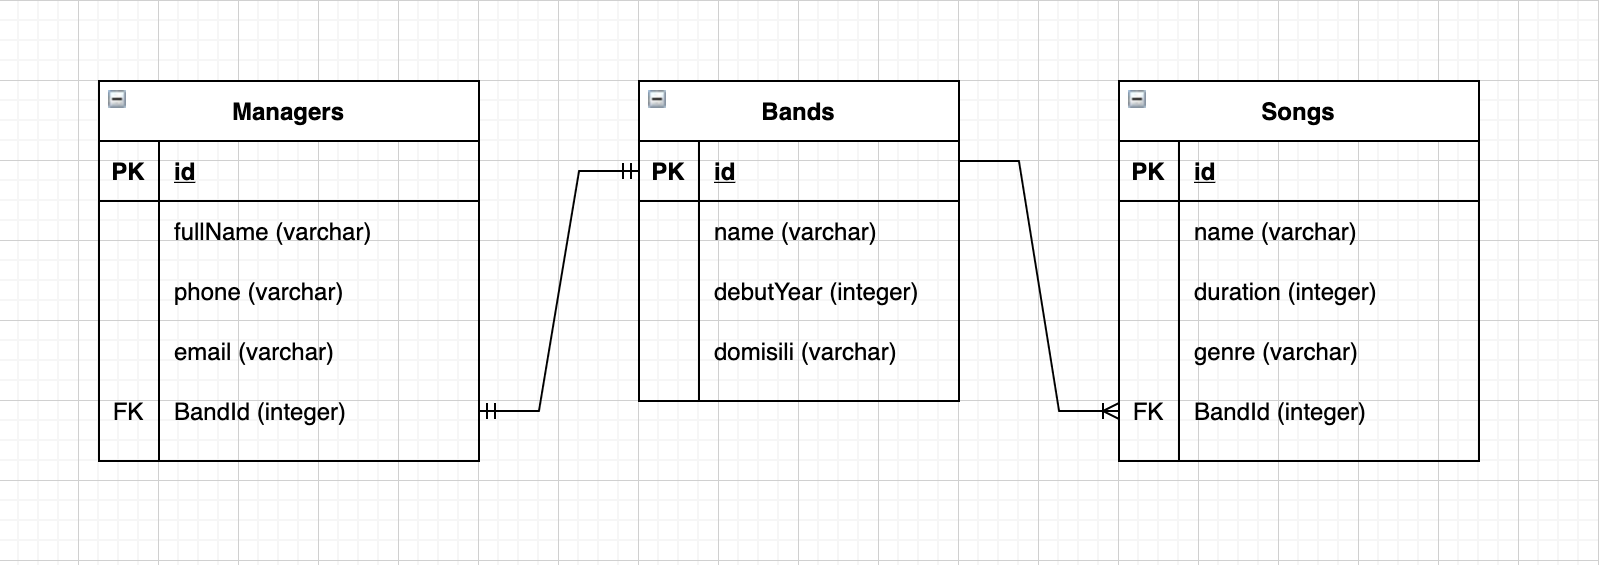 Managers
PK id
fullName (varchar)
phone (varchar)
email (varchar)
FK BandId (integer)
Bands
PK id
name (varchar)
debutYear (integer)
domisili (varchar)
Songs
PK id
name (varchar)
duration (integer)
genre (varchar)
FK BandId (integer)